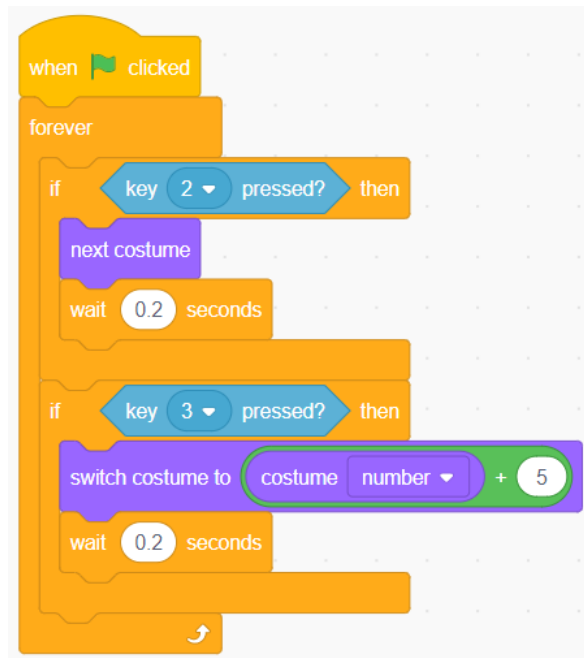 when clicked
forever
if key 2 pressed? then
next costume
wait 0.2 seconds
if key 3 pressed? then
switch costume to costume number + 5
wait 0.2 seconds